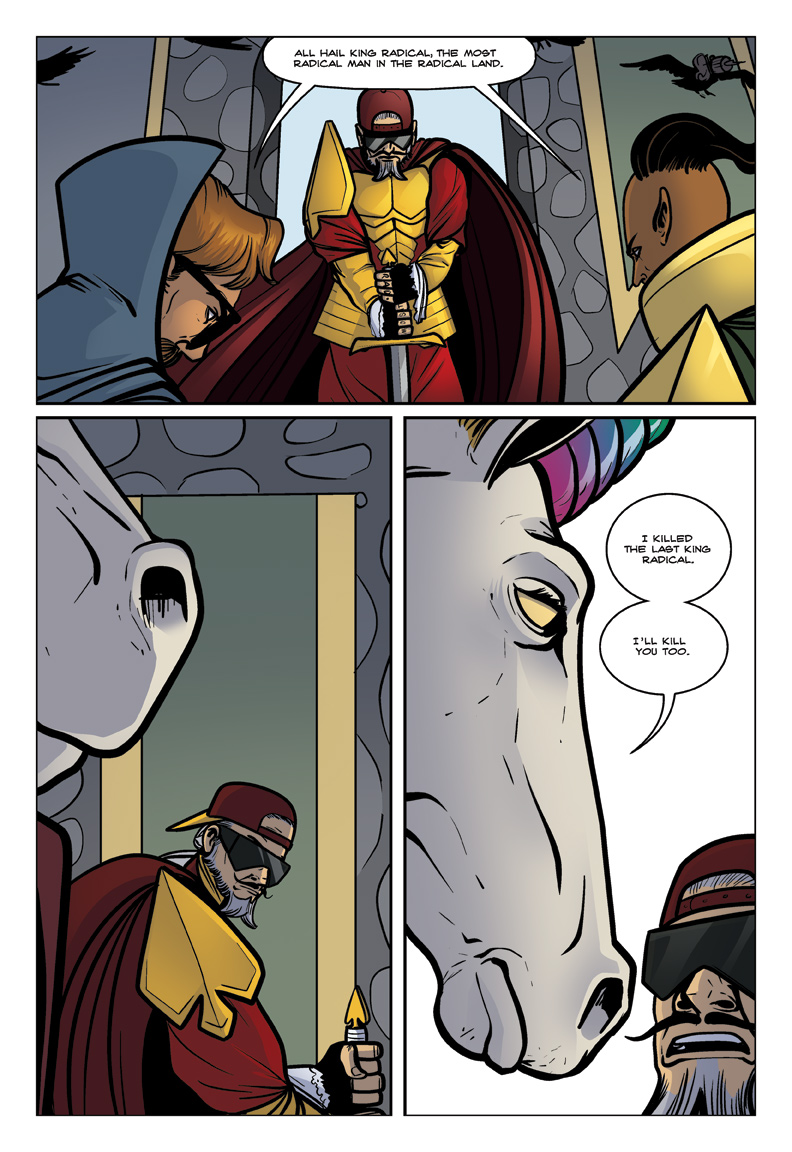 ALL HAIL KING RADICAL, THE MOST
RADICAL MAN IN THE RADICAL LAND.
I KILLED
THE LAST KING
RADICAL.
I'LL KILL
YOU TOO.